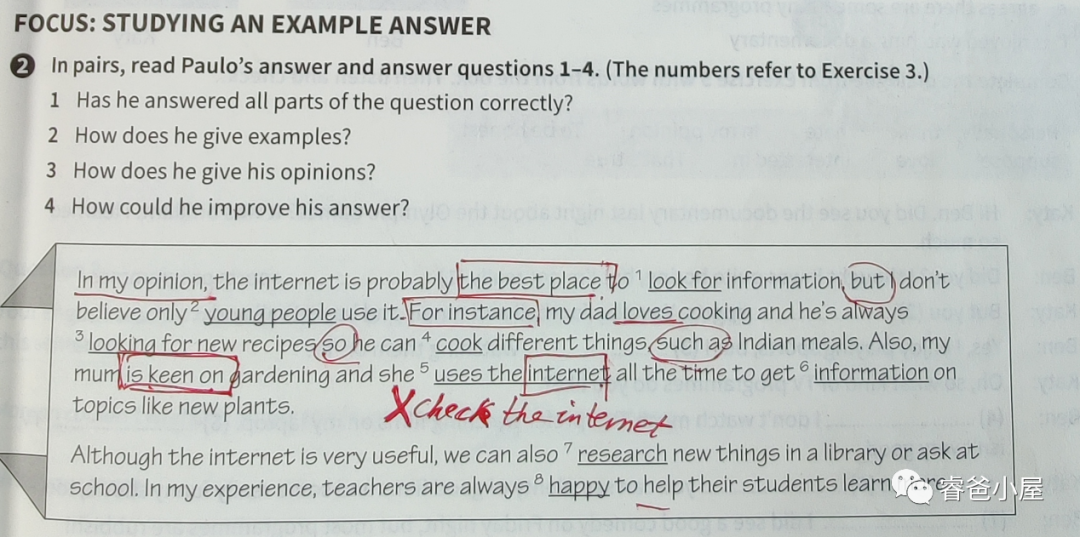 FOCUS: STUDYING AN EXAMPLE ANSWER
2 In pairs, read Paulo's answer and answer questions 1–4. (The numbers refer to Exercise 3.)
1 Has he answered all parts of the question correctly?
2 How does he give examples?
3 How does he give his opinions?
4 How could he improve his answer?
In my opinion, the internet is probably the best place to ¹ look for information, but I don't
believe only ² young people use it. For instance, my dad loves cooking and he's always
³ looking for new recipes so he can ⁴ cook different things, such as Indian meals. Also, my
mum is keen on gardening and she ⁵ uses the internet all the time to get ⁶ information on
topics like new plants.
X check the internet
Although the internet is very useful, we can also ⁷ research new things in a library or ask at
school. In my experience, teachers are always ⁸ happy to help their students learn
睿爸小屋